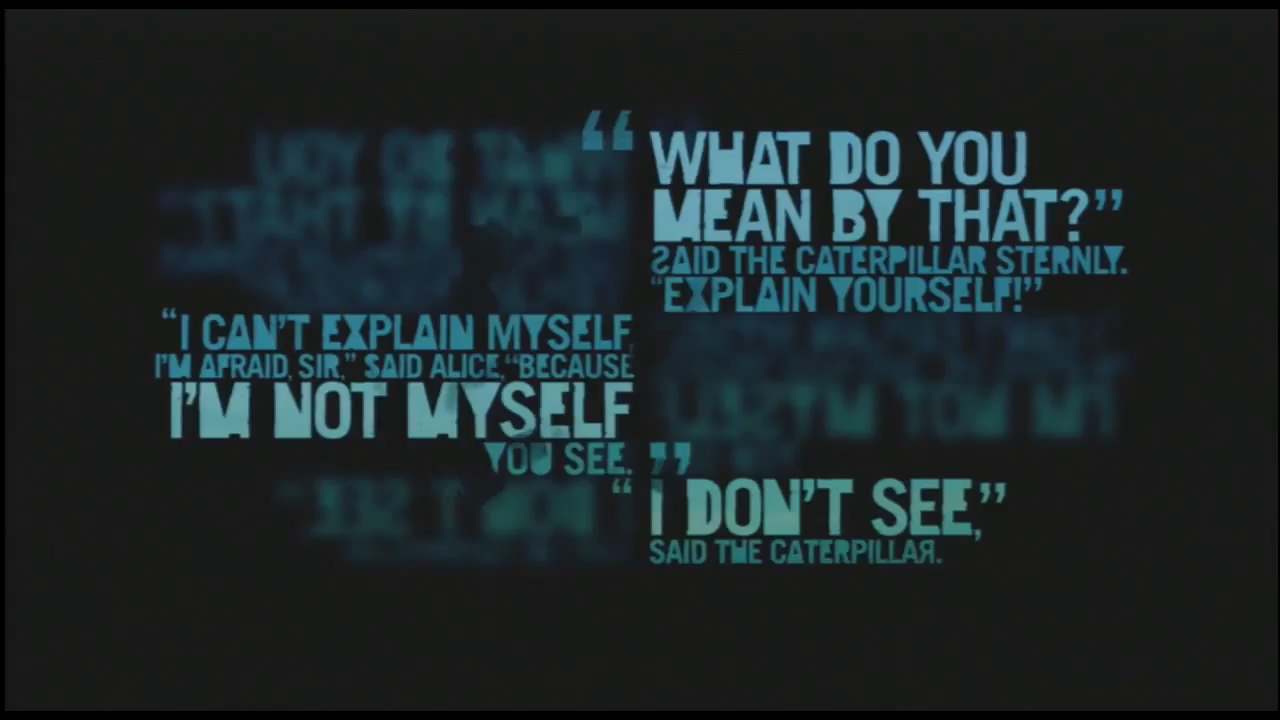 “WHAT DO YOU
MEAN BY THAT?”
SAID THE CATERPILLAR STERNLY.
“EXPLAIN YOURSELF!”
“I CAN’T EXPLAIN MYSELF,
I’M AFRAID, SIR,” SAID ALICE, “BECAUSE
I’M NOT MYSELF
YOU SEE.”
“I DON’T SEE,”
SAID THE CATERPILLAR.